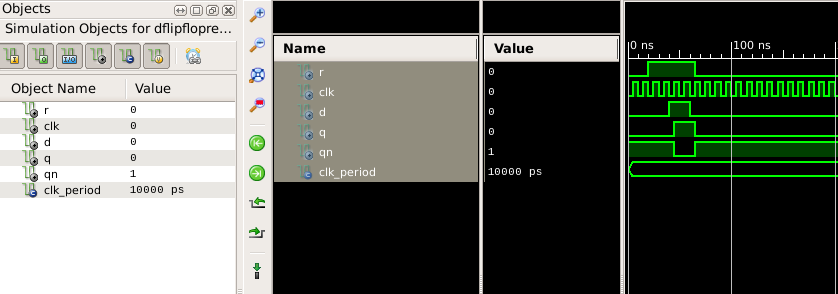 Objects
Simulation Objects for dflipflopre...
Object Name Value
r 0
clk 0
d 0
q 0
qn 1
clk_period 10000 ps
Name Value
r 0
clk 0
d 0
q 0
qn 1
clk_period 10000 ps
0 ns 100 ns